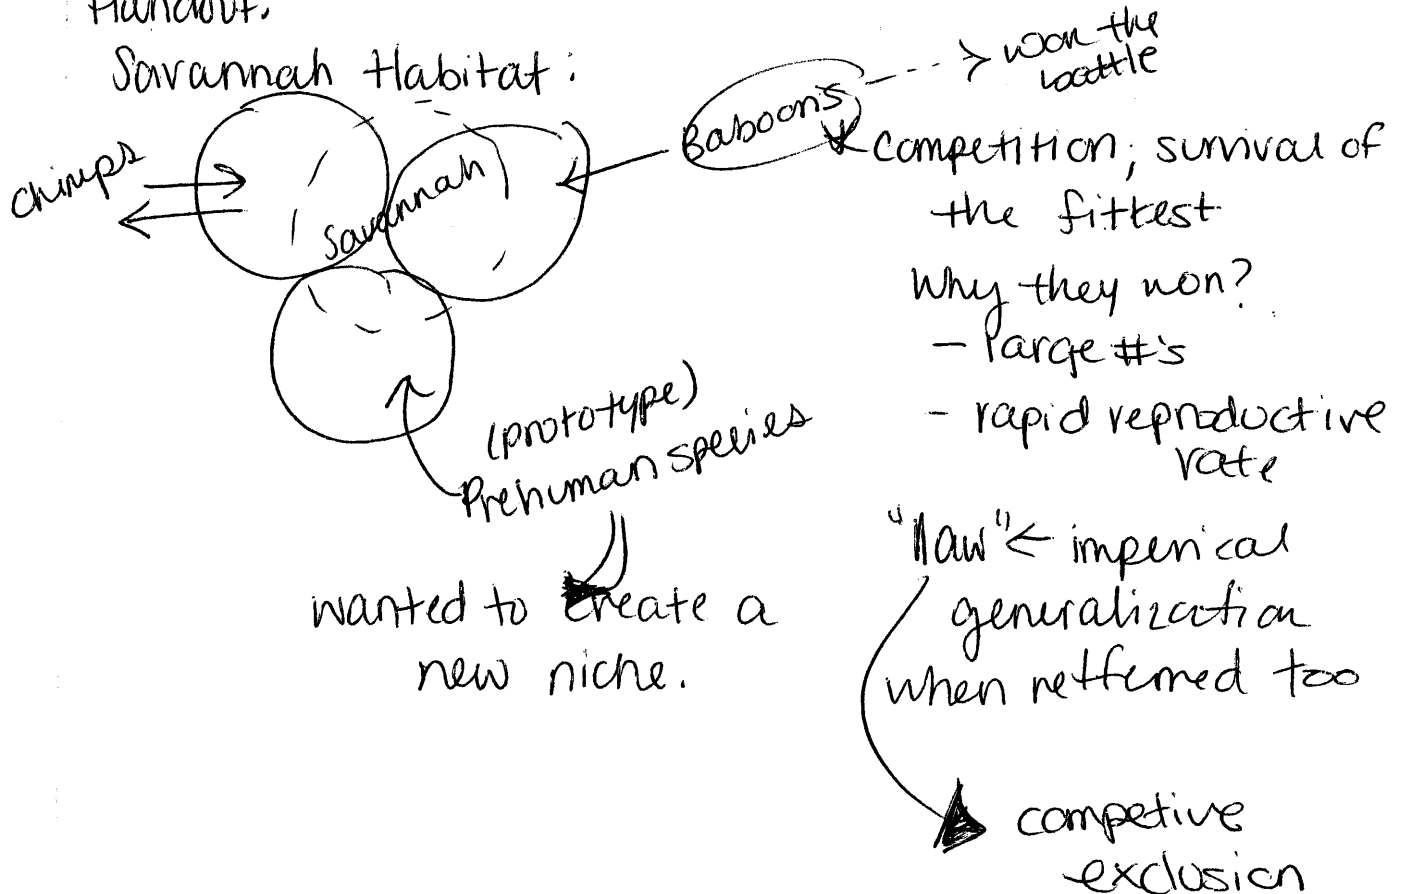 Handout:
Savannah Habitat:
chimps
Savannah
Baboons
won the
battle
competition; survival of
the fittest
Why they won?
- large #'s
- rapid reproductive
rate
(prototype)
Prehuman species
wanted to create a
new niche.
"law" ← imperical
generalization
when reffered too
competive
exclusion